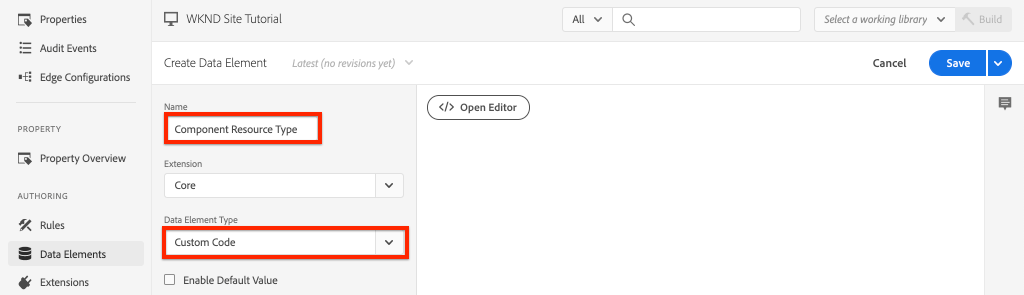 Properties
Audit Events
Edge Configurations
PROPERTY
Property Overview
AUTHORING
Rules
Data Elements
Extensions
WKND Site Tutorial
All
Select a working library
Build
Create Data Element
Latest (no revisions yet)
Cancel
Save
Name
Component Resource Type
Extension
Core
Data Element Type
Custom Code
Enable Default Value
</> Open Editor